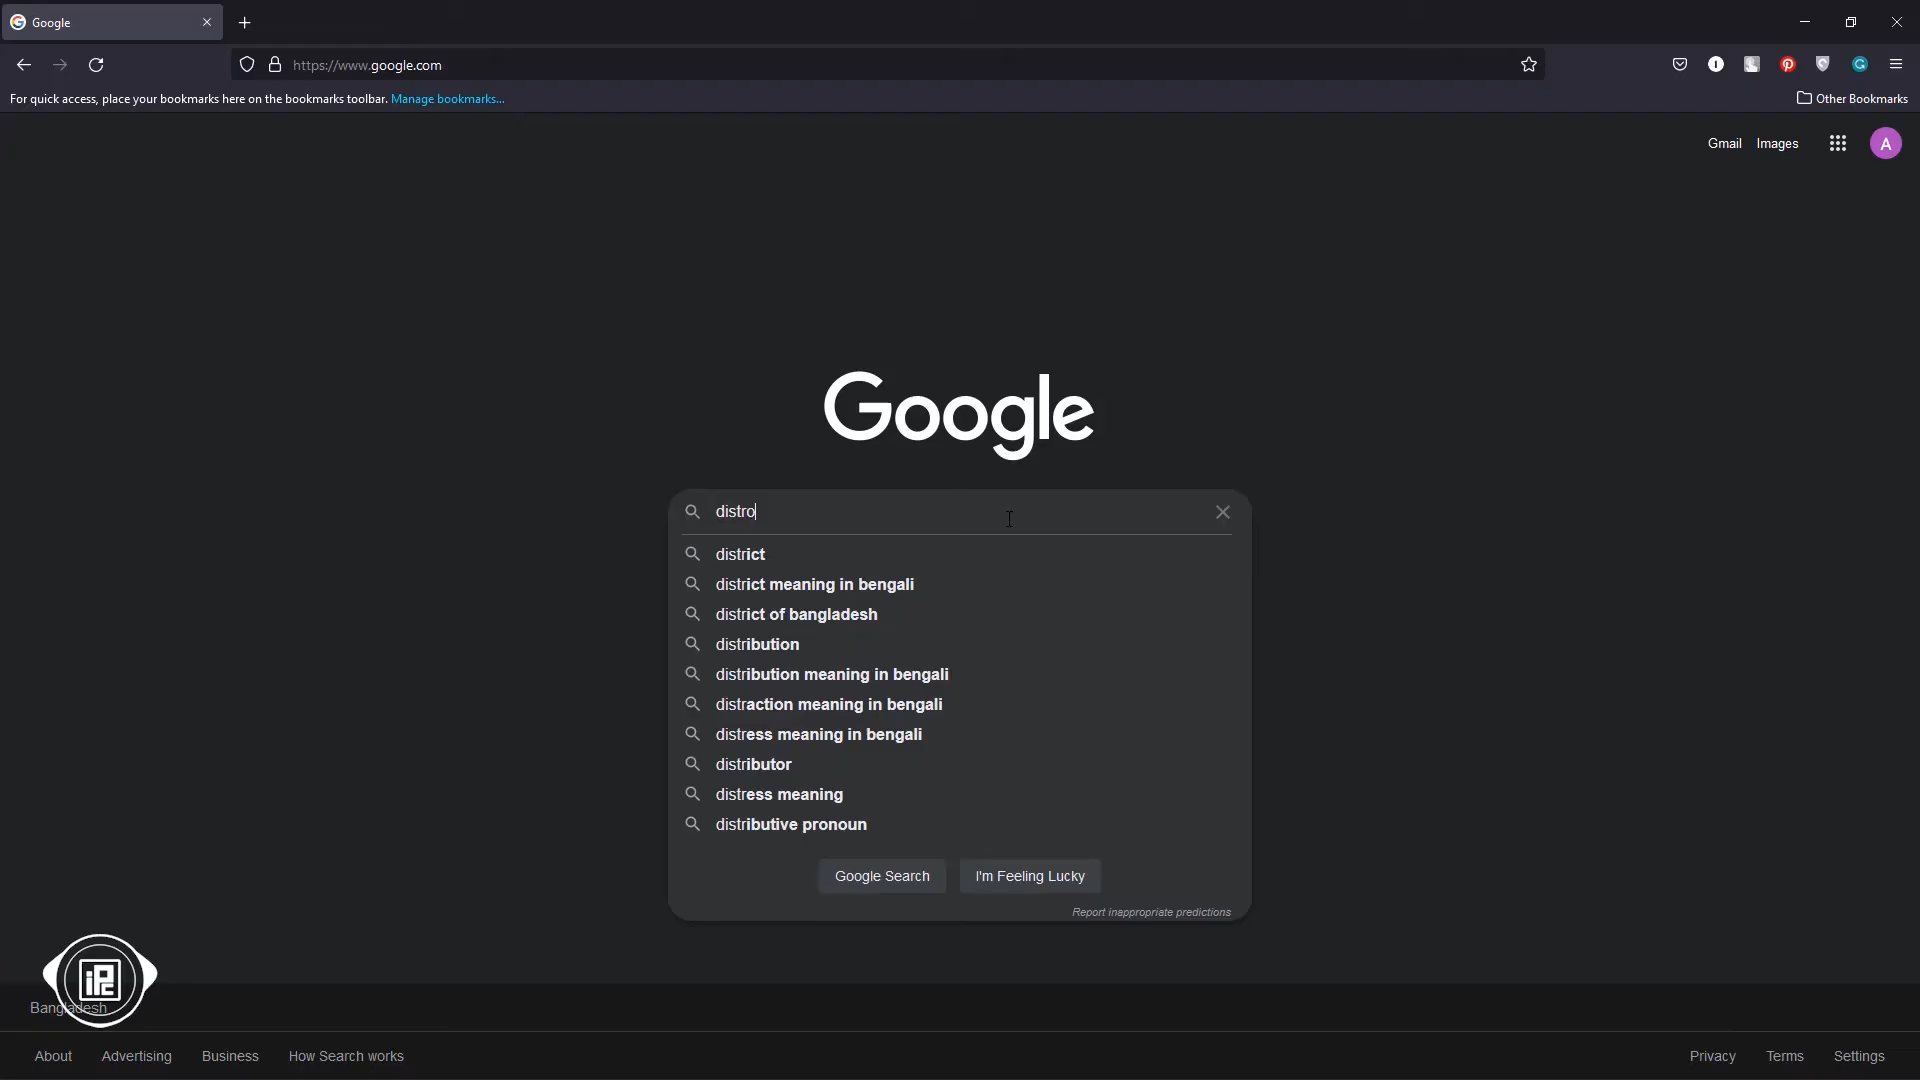 Google
https://www.google.com
For quick access, place your bookmarks here on the bookmarks toolbar. Manage bookmarks...
Other Bookmarks
Gmail Images
A
Google
distro
district
district meaning in bengali
district of bangladesh
distribution
distribution meaning in bengali
distraction meaning in bengali
distress meaning in bengali
distributor
distress meaning
distributive pronoun
Google Search I'm Feeling Lucky
Report inappropriate predictions
iPC
Bangladesh
About Advertising Business How Search works Privacy Terms Settings